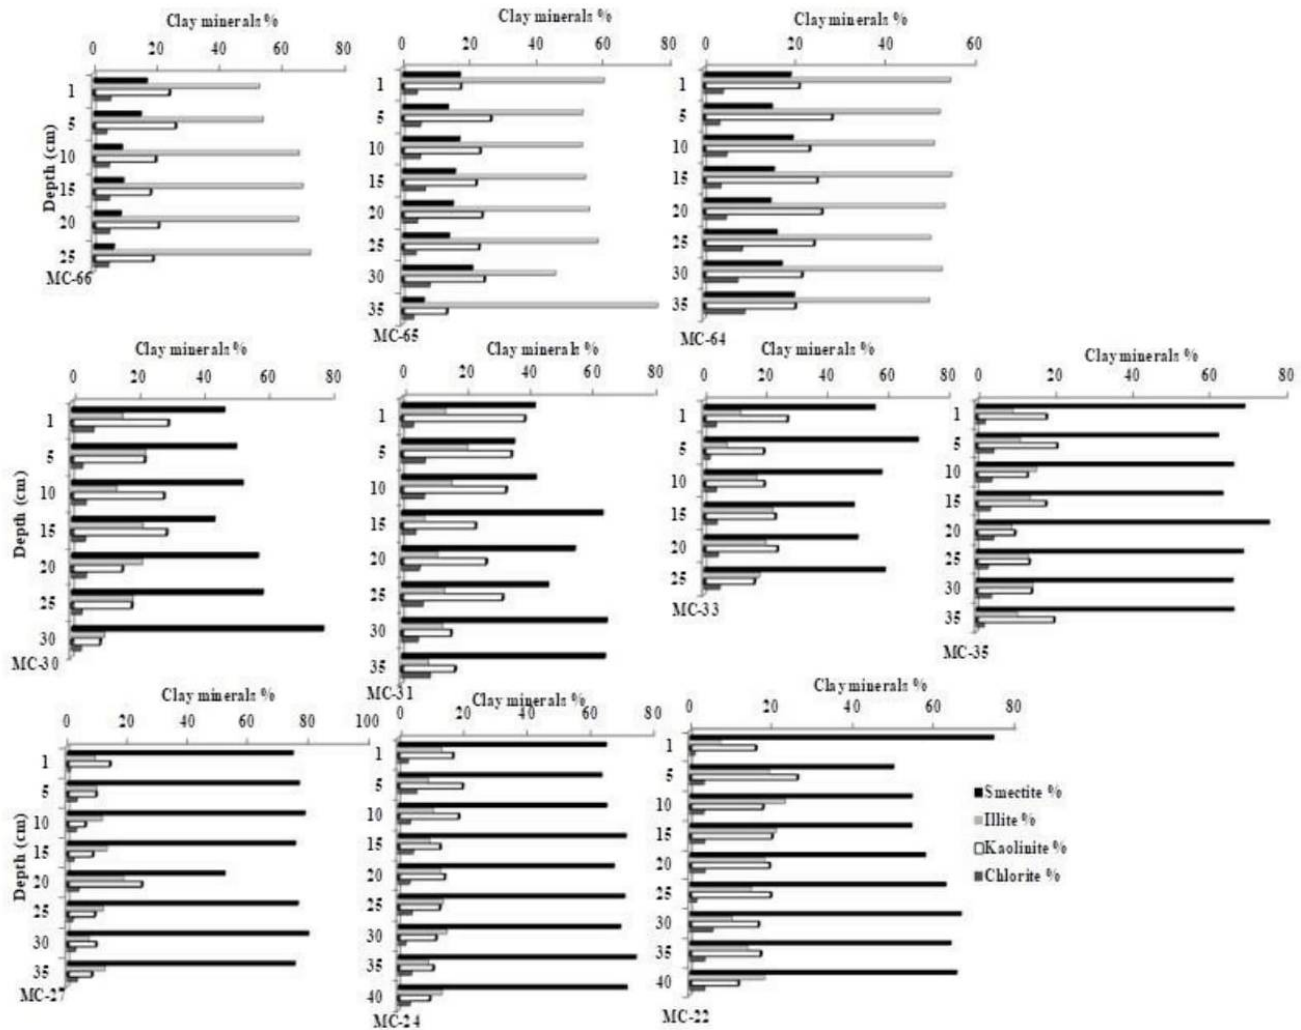 Clay minerals %
0 20 40 60 80
Depth (cm)
1
5
10
15
20
25
MC-66
Clay minerals %
0 20 40 60 80
1
5
10
15
20
25
30
35
MC-65
Clay minerals %
0 20 40 60
1
5
10
15
20
25
30
35
MC-64
Clay minerals %
0 20 40 60 80
Depth (cm)
1
5
10
15
20
25
30
MC-30
Clay minerals %
0 20 40 60 80
1
5
10
15
20
25
30
35
MC-31
Clay minerals %
0 20 40 60 80
1
5
10
15
20
25
MC-33
Clay minerals %
0 20 40 60 80
1
5
10
15
20
25
30
35
MC-35
Clay minerals %
0 20 40 60 80 100
Depth (cm)
1
5
10
15
20
25
30
35
MC-27
Clay minerals %
0 20 40 60 80
1
5
10
15
20
25
30
35
40
MC-24
Clay minerals %
0 20 40 60 80
1
5
10
15
20
25
30
35
40
MC-22
Smectite %
Illite %
Kaolinite %
Chlorite %